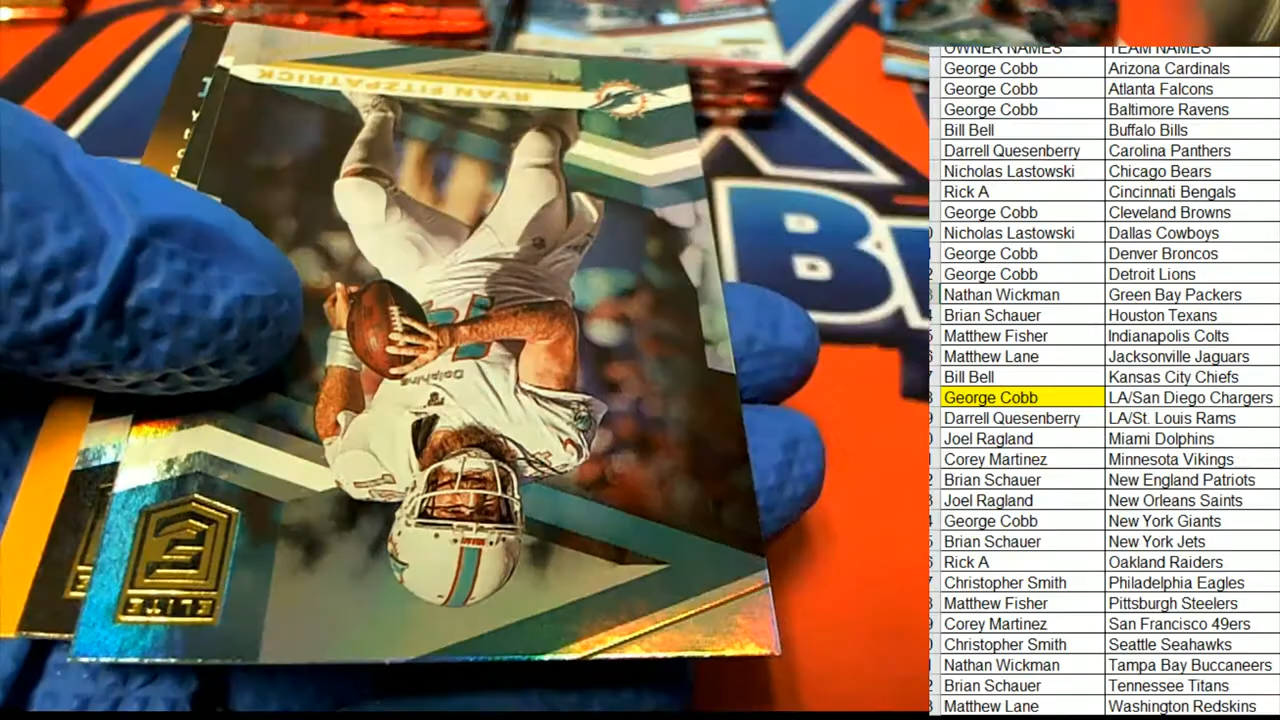 RYAN FITZPATRICK
Dolphins
ELITE
OWNER NAMES TEAM NAMES
George Cobb Arizona Cardinals
George Cobb Atlanta Falcons
George Cobb Baltimore Ravens
Bill Bell Buffalo Bills
Darrell Quesenberry Carolina Panthers
Nicholas Lastowski Chicago Bears
Rick A Cincinnati Bengals
George Cobb Cleveland Browns
Nicholas Lastowski Dallas Cowboys
George Cobb Denver Broncos
George Cobb Detroit Lions
Nathan Wickman Green Bay Packers
Brian Schauer Houston Texans
Matthew Fisher Indianapolis Colts
Matthew Lane Jacksonville Jaguars
Bill Bell Kansas City Chiefs
George Cobb LA/San Diego Chargers
Darrell Quesenberry LA/St. Louis Rams
Joel Ragland Miami Dolphins
Corey Martinez Minnesota Vikings
Brian Schauer New England Patriots
Joel Ragland New Orleans Saints
George Cobb New York Giants
Brian Schauer New York Jets
Rick A Oakland Raiders
Christopher Smith Philadelphia Eagles
Matthew Fisher Pittsburgh Steelers
Corey Martinez San Francisco 49ers
Christopher Smith Seattle Seahawks
Nathan Wickman Tampa Bay Buccaneers
Brian Schauer Tennessee Titans
Matthew Lane Washington Redskins